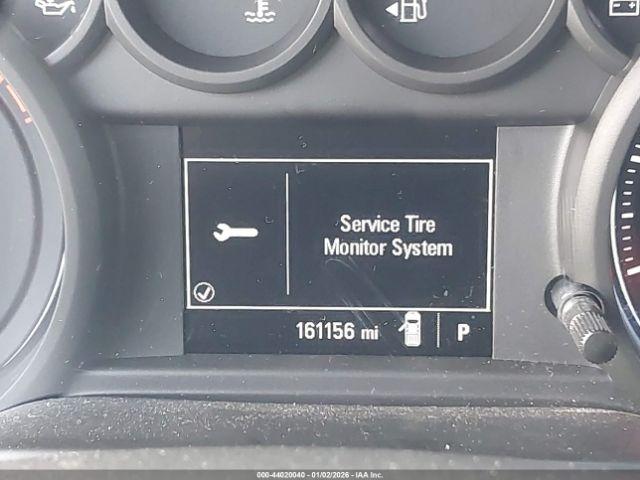 Service Tire
Monitor System
161156 mi P
000-44020040 - 01/02/2026 - IAA Inc.